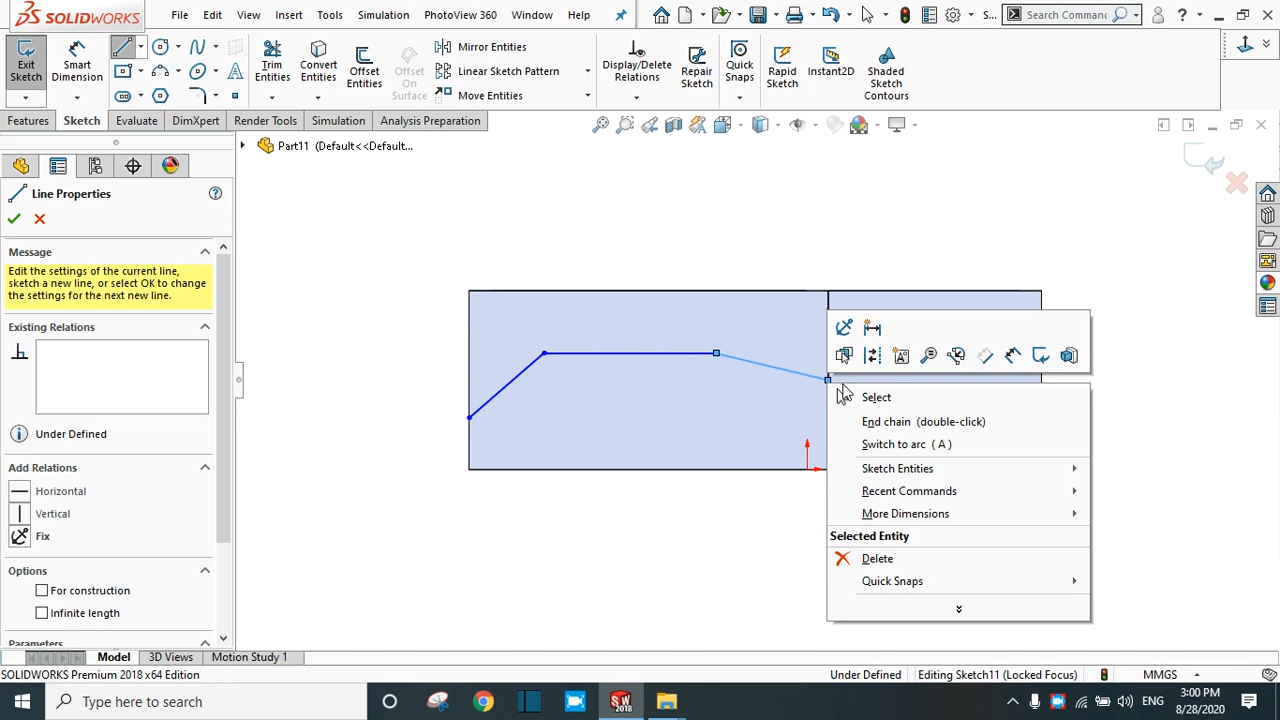 SOLIDWORKS
File
Edit
View
Insert
Tools
Simulation
PhotoView 360
Window
Help
S...
Search Command
Exit
Sketch
Smart
Dimension
Trim
Entities
Convert
Entities
Offset
Entities
Offset
On
Surface
Mirror Entities
Linear Sketch Pattern
Move Entities
Display/Delete
Relations
Repair
Sketch
Quick
Snaps
Rapid
Sketch
Instant2D
Shaded
Sketch
Contours
Features
Sketch
Evaluate
DimXpert
Render Tools
Simulation
Analysis Preparation
Part11 (Default<<Default...
Line Properties
Message
Edit the settings of the current line,
sketch a new line, or select OK to change
the settings for the next new line.
Existing Relations
Under Defined
Add Relations
Horizontal
Vertical
Fix
Options
For construction
Infinite length
Parameters
Select
End chain (double-click)
Switch to arc ( A )
Sketch Entities
Recent Commands
More Dimensions
Selected Entity
Delete
Quick Snaps
Model
3D Views
Motion Study 1
SOLIDWORKS Premium 2018 x64 Edition
Under Defined
Editing Sketch11 (Locked Focus)
MMGS
Type here to search
SW
2018
ENG
3:00 PM
8/28/2020